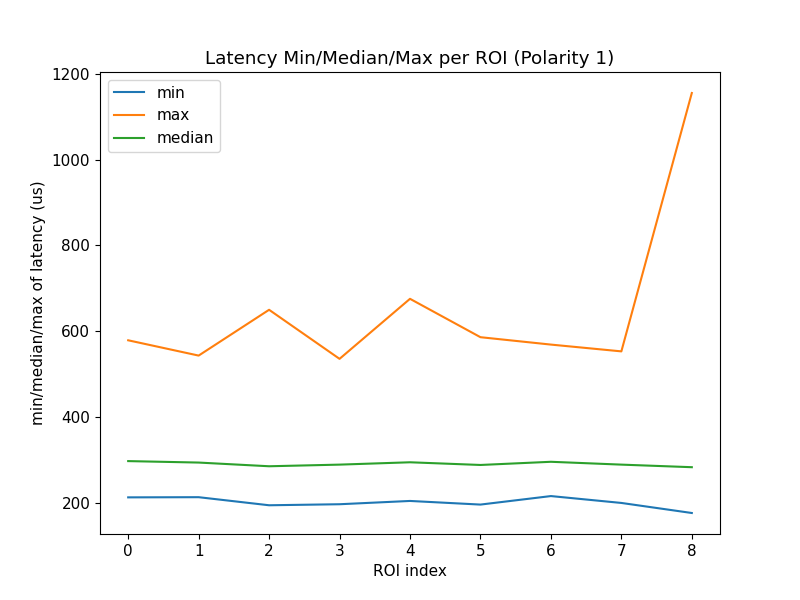 Latency Min/Median/Max per ROI (Polarity 1)
min
max
median
1200
1000
800
600
400
200
min/median/max of latency (us)
0 1 2 3 4 5 6 7 8
ROI index